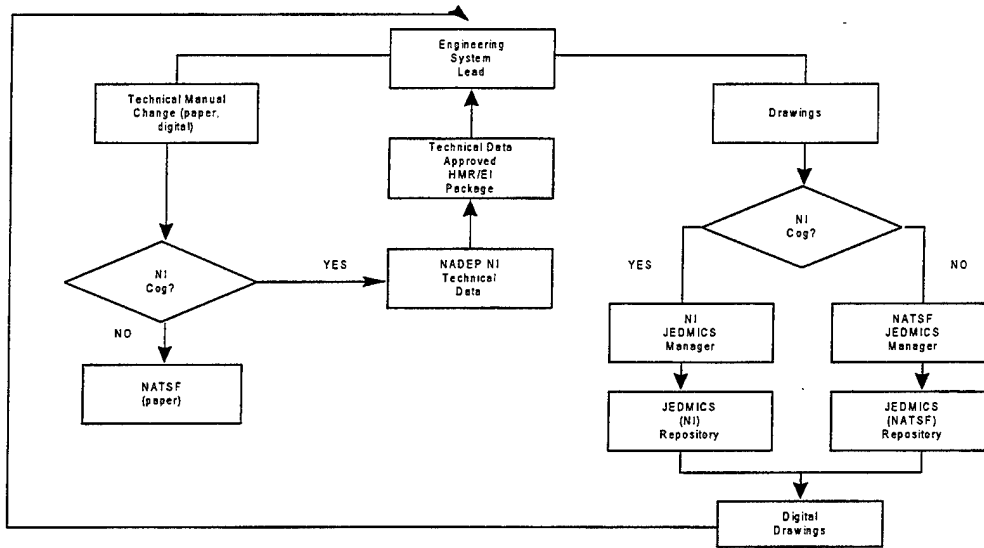 Engineering
System
Lead
Technical Manual
Change (paper,
digital)
Drawings
Technical Data
Approved
HMR/EI
Package
NI
Cog?
NI
Cog?
YES
NADEP NI
Technical
Data
YES
NO
NO
NI
JEDMICS
Manager
NATSF
JEDMICS
Manager
NATSF
(paper)
JEDMICS
(NI)
Repository
JEDMICS
(NATSF)
Repository
Digital
Drawings